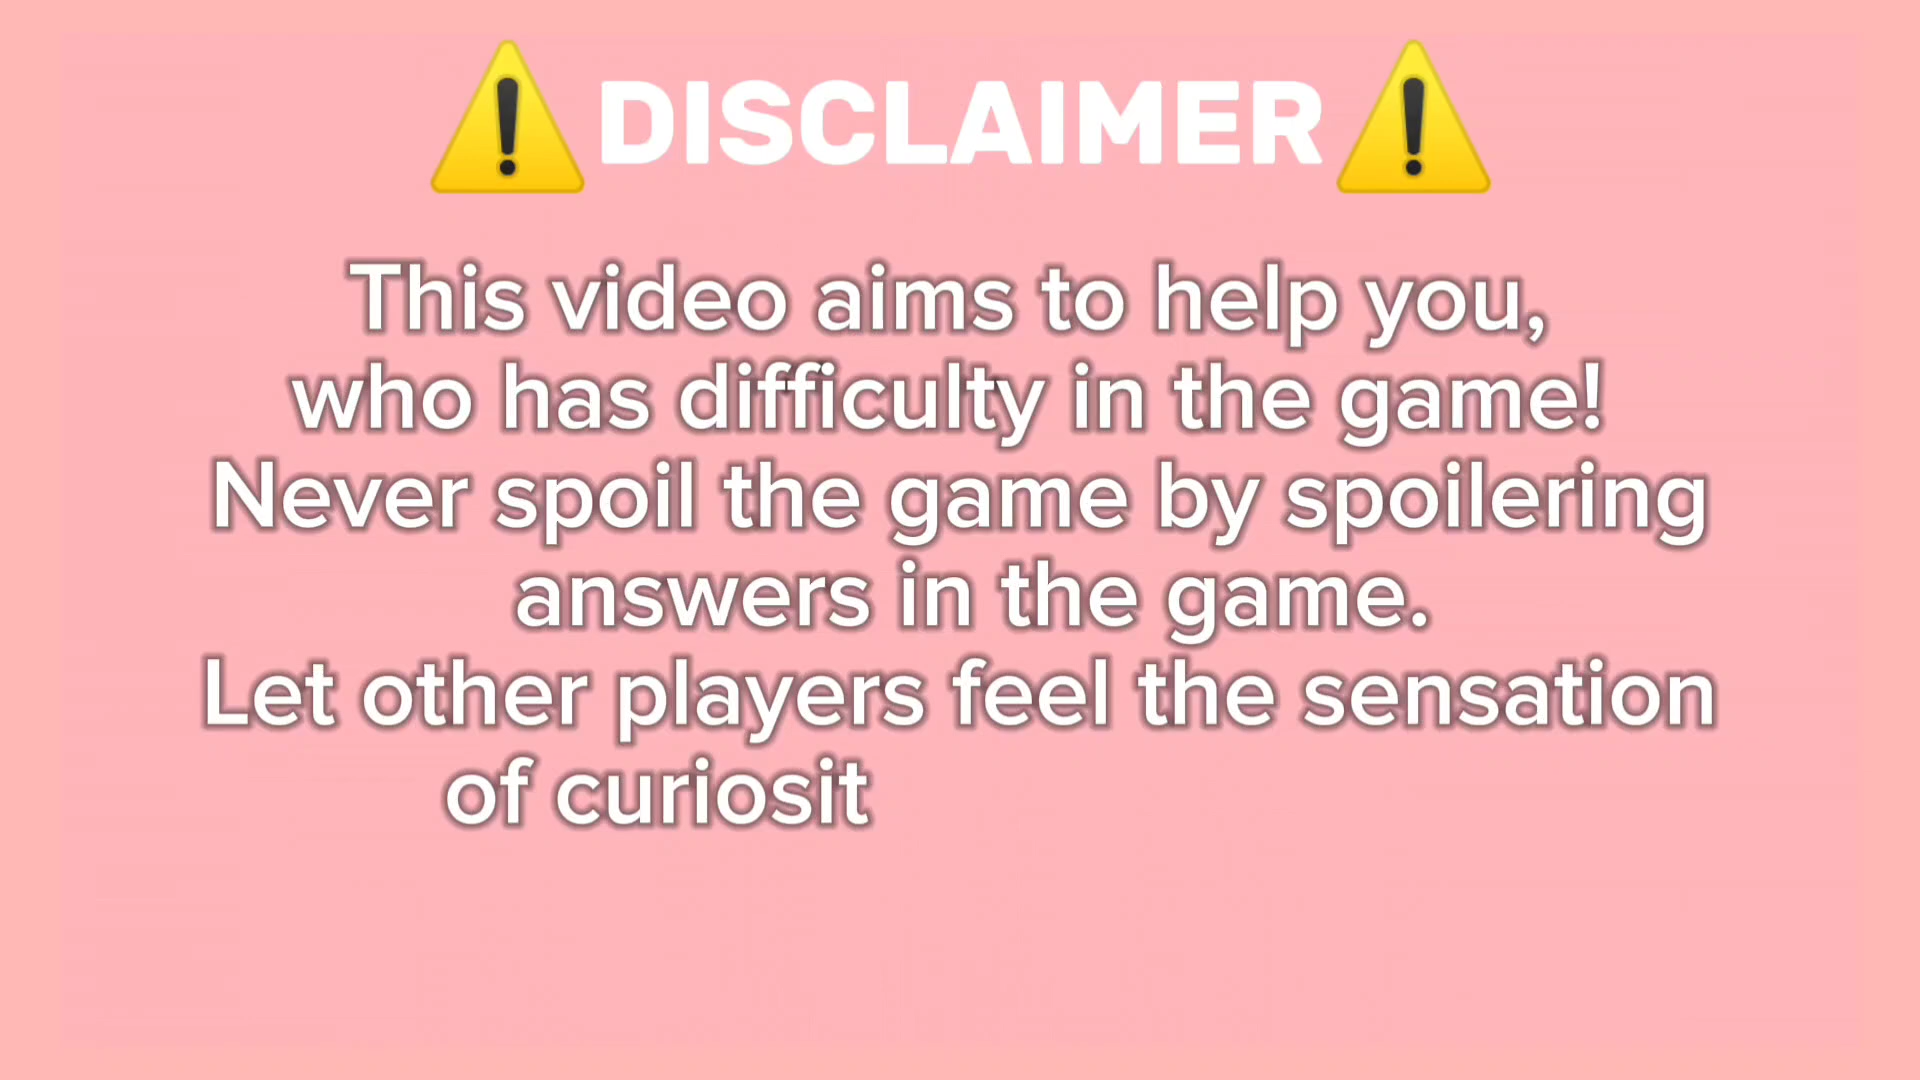 ⚠️DISCLAIMER⚠️
This video aims to help you,
who has difficulty in the game!
Never spoil the game by spoilering
answers in the game.
Let other players feel the sensation
of curiosit